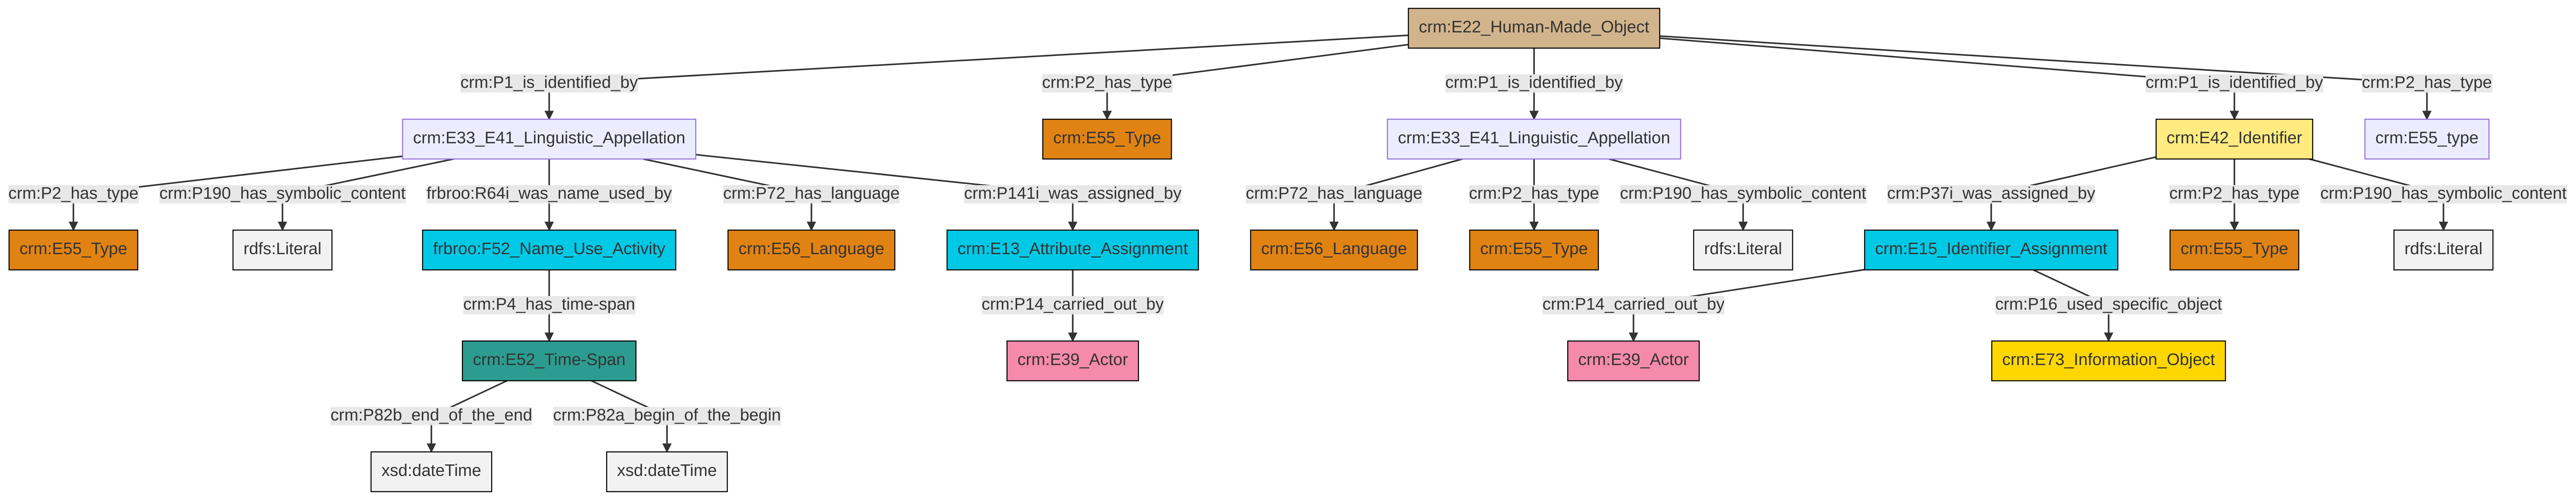 crm:E22_Human-Made_Object
crm:P1_is_identified_by
crm:P2_has_type
crm:P1_is_identified_by
crm:P1_is_identified_by
crm:P2_has_type
crm:E33_E41_Linguistic_Appellation
crm:E55_Type
crm:E33_E41_Linguistic_Appellation
crm:E42_Identifier
crm:E55_type
crm:P2_has_type
crm:P190_has_symbolic_content
frbroo:R64i_was_name_used_by
crm:P72_has_language
crm:P141i_was_assigned_by
crm:P72_has_language
crm:P2_has_type
crm:P190_has_symbolic_content
crm:P37i_was_assigned_by
crm:P2_has_type
crm:P190_has_symbolic_content
crm:E55_Type
rdfs:Literal
frbroo:F52_Name_Use_Activity
crm:E56_Language
crm:E13_Attribute_Assignment
crm:E56_Language
crm:E55_Type
rdfs:Literal
crm:E15_Identifier_Assignment
crm:E55_Type
rdfs:Literal
crm:P4_has_time-span
crm:P14_carried_out_by
crm:P14_carried_out_by
crm:P16_used_specific_object
crm:E52_Time-Span
crm:E39_Actor
crm:E39_Actor
crm:E73_Information_Object
crm:P82b_end_of_the_end
crm:P82a_begin_of_the_begin
xsd:dateTime
xsd:dateTime